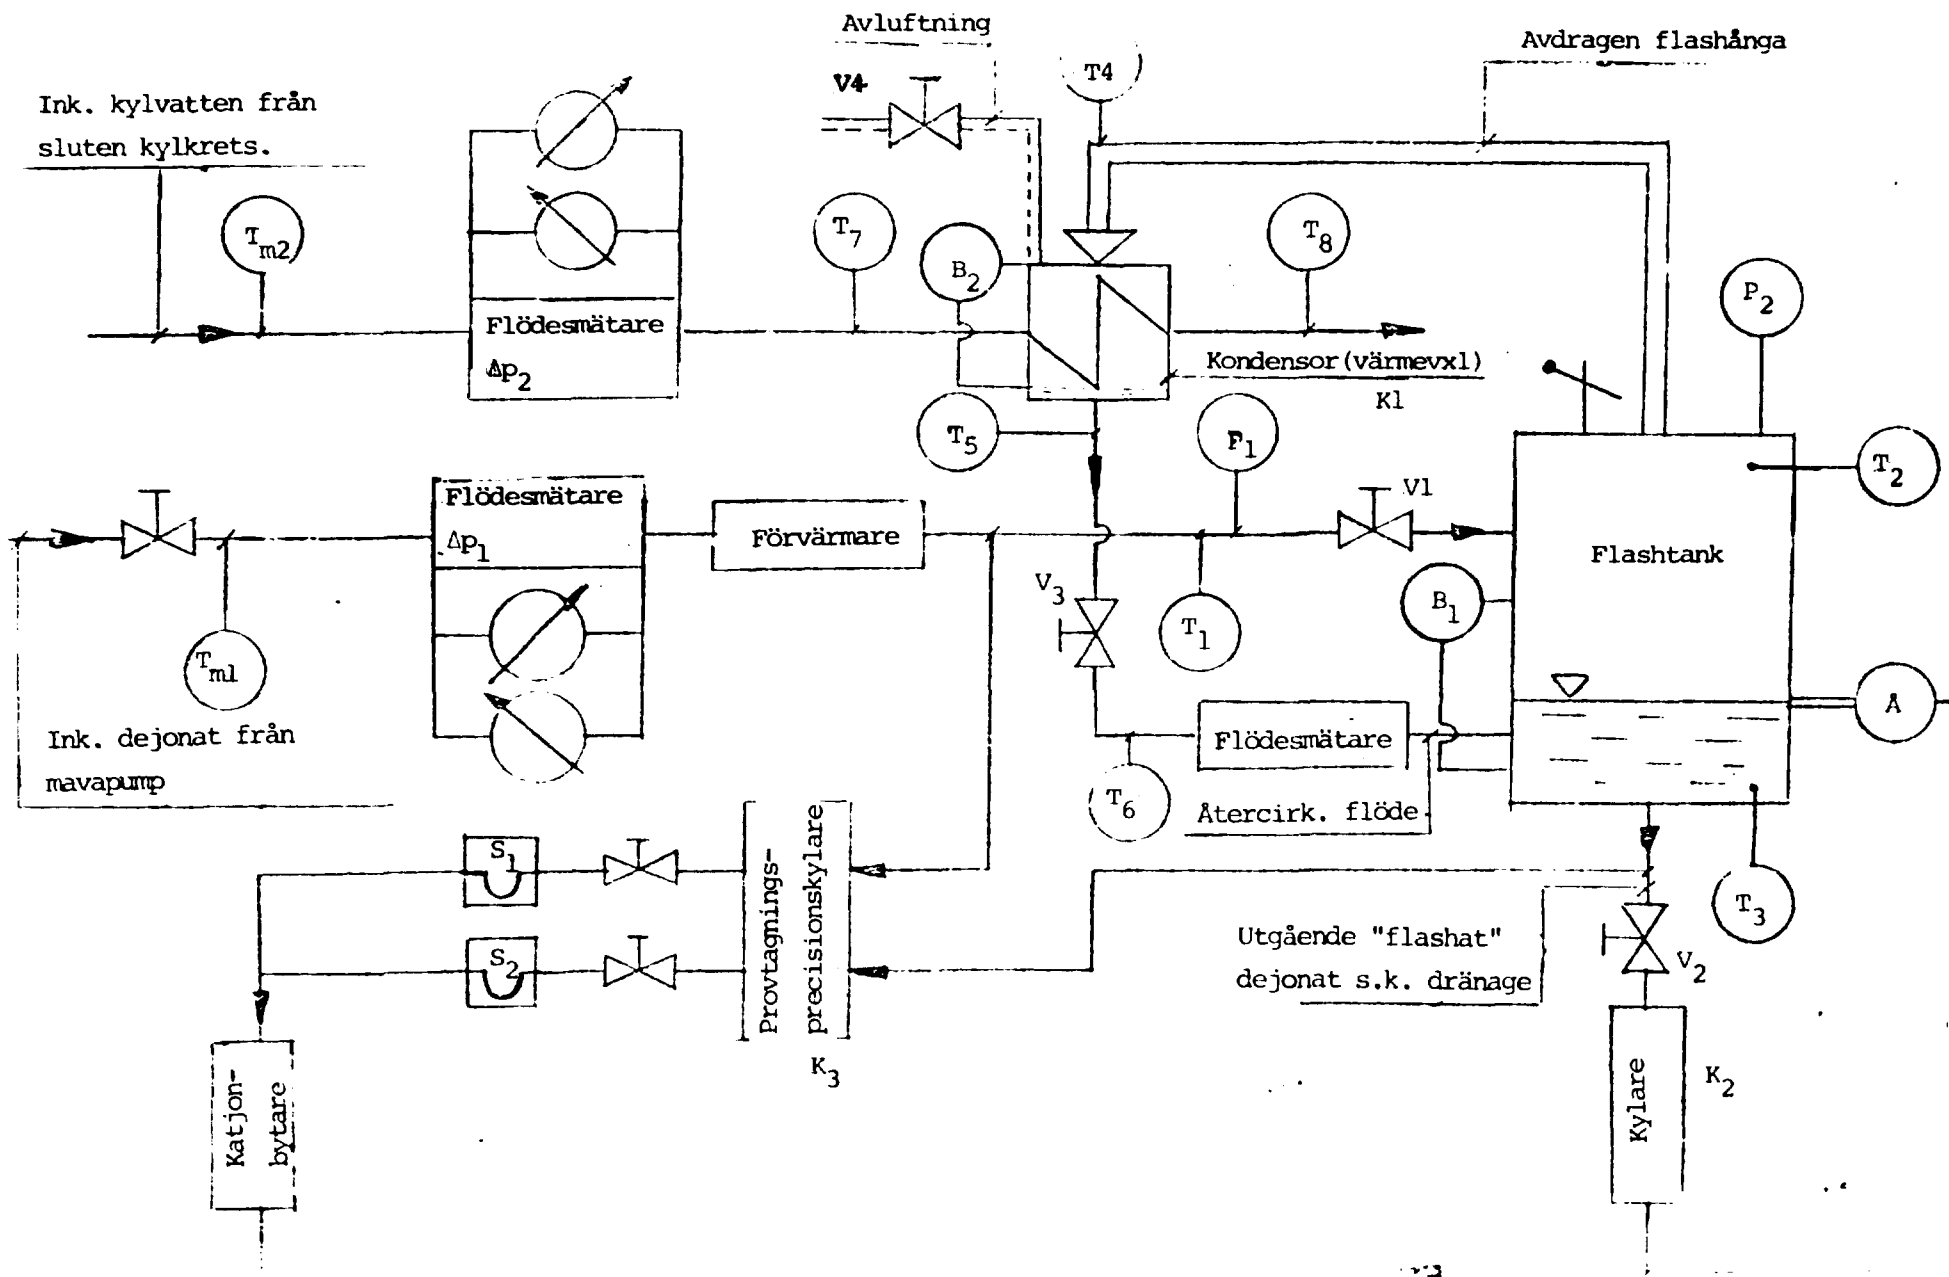 Avluftning
Avdragen flashånga
V4
T4
Ink. kylvatten från
sluten kylkrets.
Tm2
T7
B2
T8
P2
Flödesmätare
Δp2
Kondensor(värmevxl)
K1
T5
P1
T2
V1
Flödesmätare
Δp1
Förvärmare
Flashtank
V3
B1
T1
Tm1
A
Ink. dejonat från
mavapump
Flödesmätare
T6
Återcirk. flöde
S1
Provtagnings-
precisionskylare
K3
T3
Utgående "flashat"
dejonat s.k. dränage
V2
S2
Katjon-
bytare
Kylare
K2